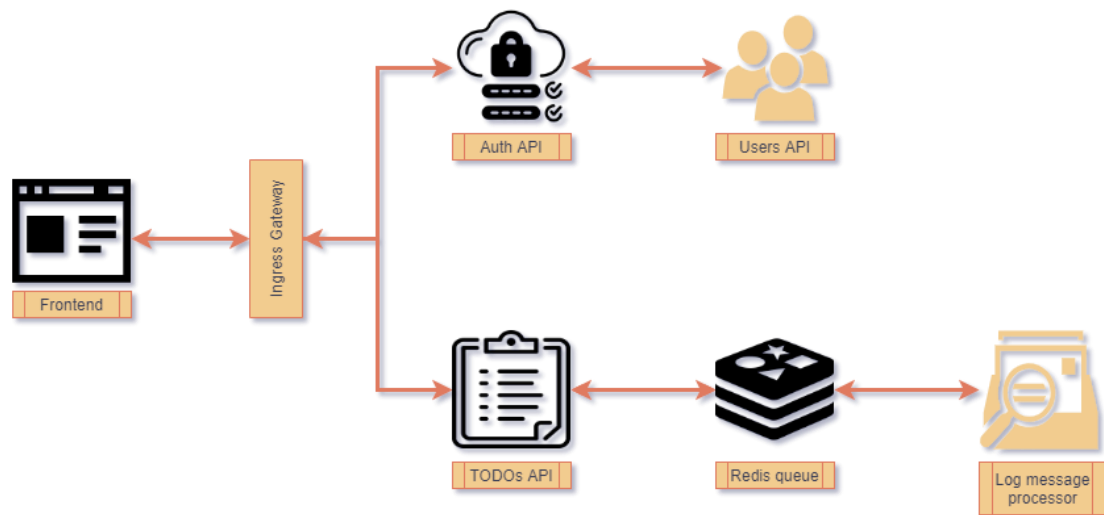 Auth API
Users API
Ingress Gateway
Frontend
TODOs API
Redis queue
Log message
processor